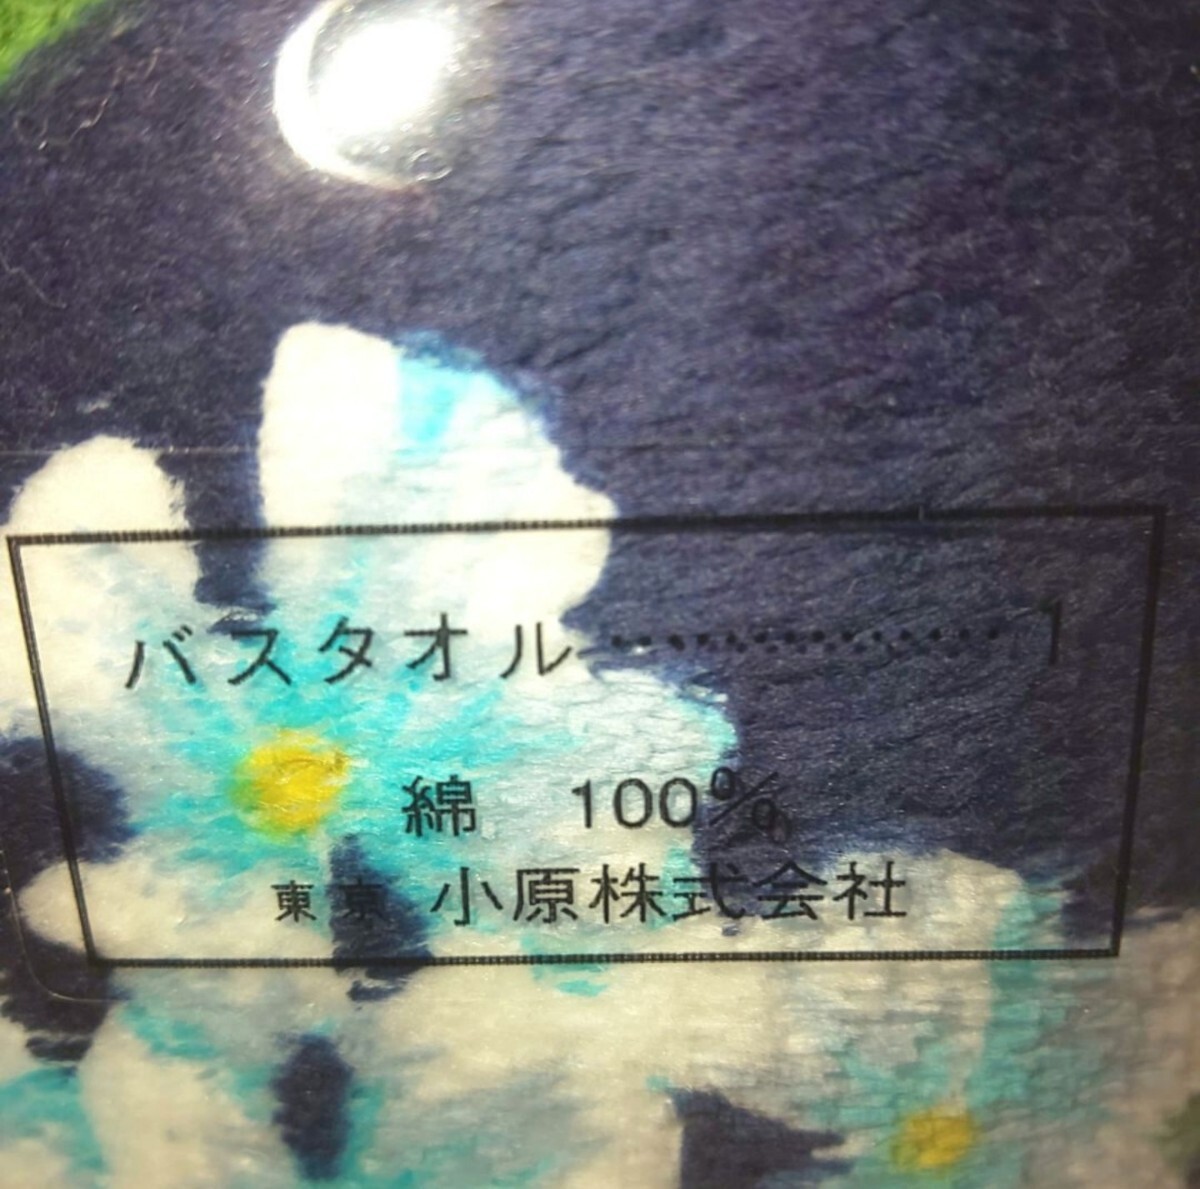 バスタオル…………1
綿 100%
東京 小原株式会社